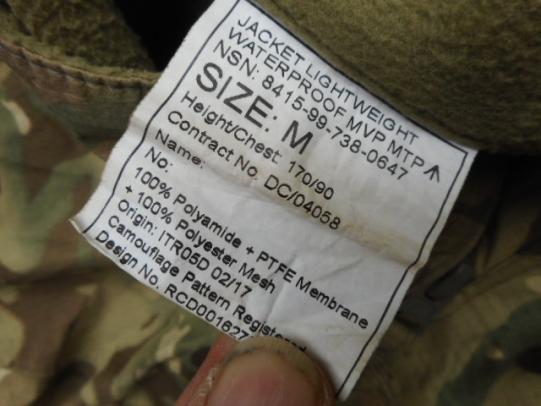 JACKET LIGHTWEIGHT
WATERPROOF MVP MTP
NSN: 8415-99-738-0647
SIZE: M
Height/Chest: 170/90
Contract No. DC/04058
Name:
No:
100% Polyamide + PTFE Membrane
+ 100% Polyester Mesh
Origin: ITR05D 02/17
Camouflage Pattern Registered
Design No. RCD001627